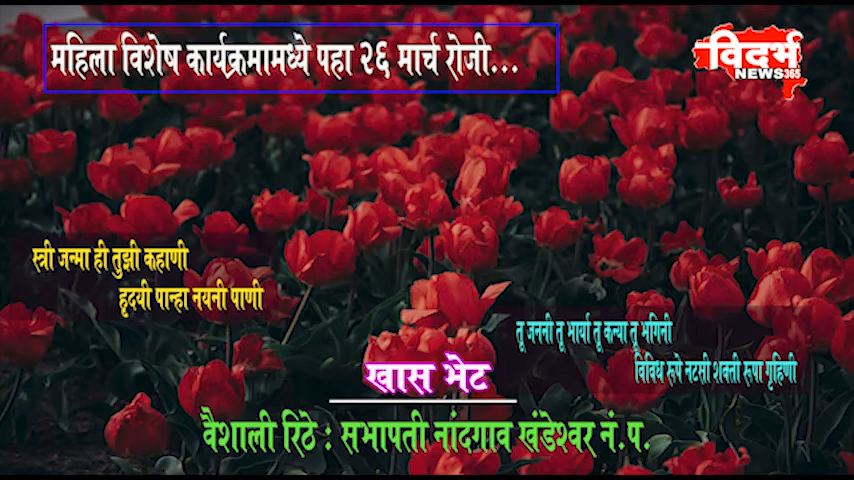 महिला विशेष कार्यक्रमामध्ये पहा २६ मार्च रोजी...
विदर्भ
NEWS365
स्त्री जन्मा ही तुझी कहाणी
हृदयी पान्हा नयनी पाणी
तू जननी तू भार्या तू कन्या तू भगिनी
विविध रूपे नटसी शक्ती रूपा गृहिणी
खास भेट
वैशाली रिठे : सभापती नांदगाव खंडेश्वर नं.प.